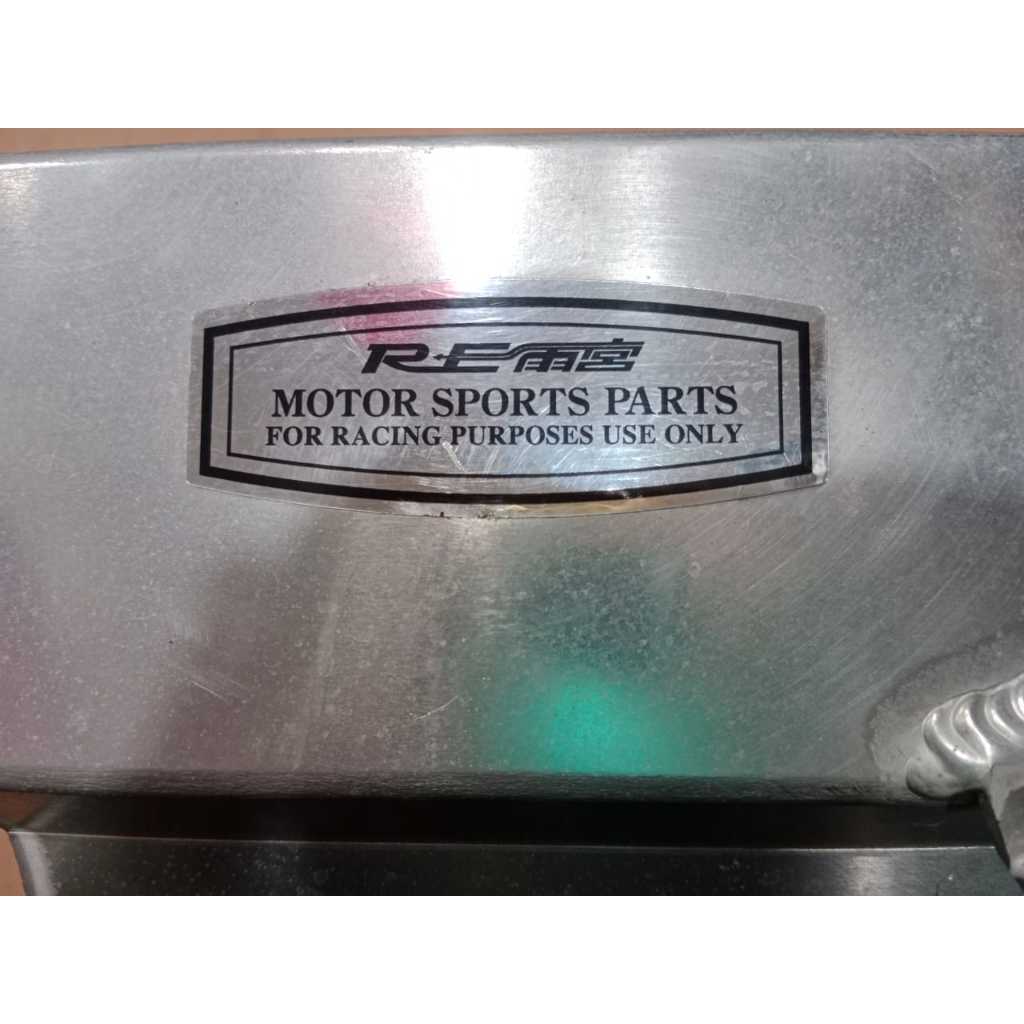 R·E雨宮
MOTOR SPORTS PARTS
FOR RACING PURPOSES USE ONLY